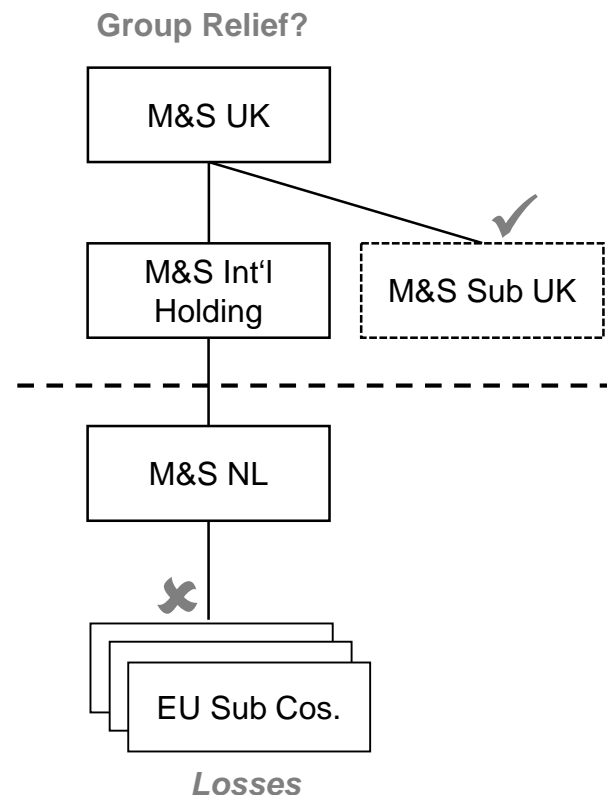 Group Relief?
M&S UK
M&S Int‘l
Holding
M&S Sub UK
M&S NL
EU Sub Cos.
Losses